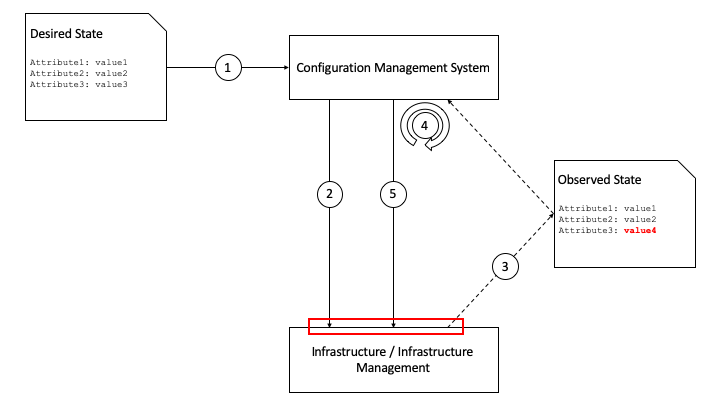 Desired State
Attribute1: value1
Attribute2: value2
Attribute3: value3
1
Configuration Management System
4
2
5
Observed State
Attribute1: value1
Attribute2: value2
Attribute3: value4
3
Infrastructure / Infrastructure
Management